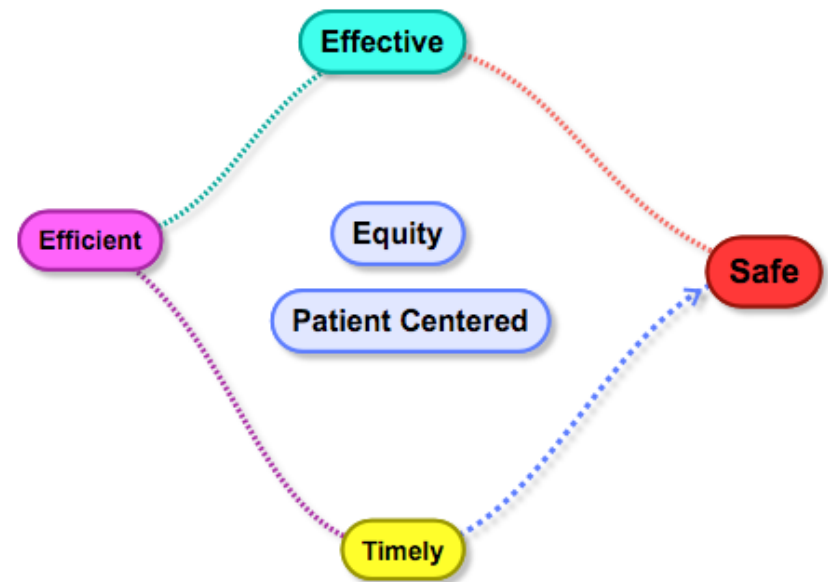 Effective
Efficient
Equity
Safe
Patient Centered
Timely